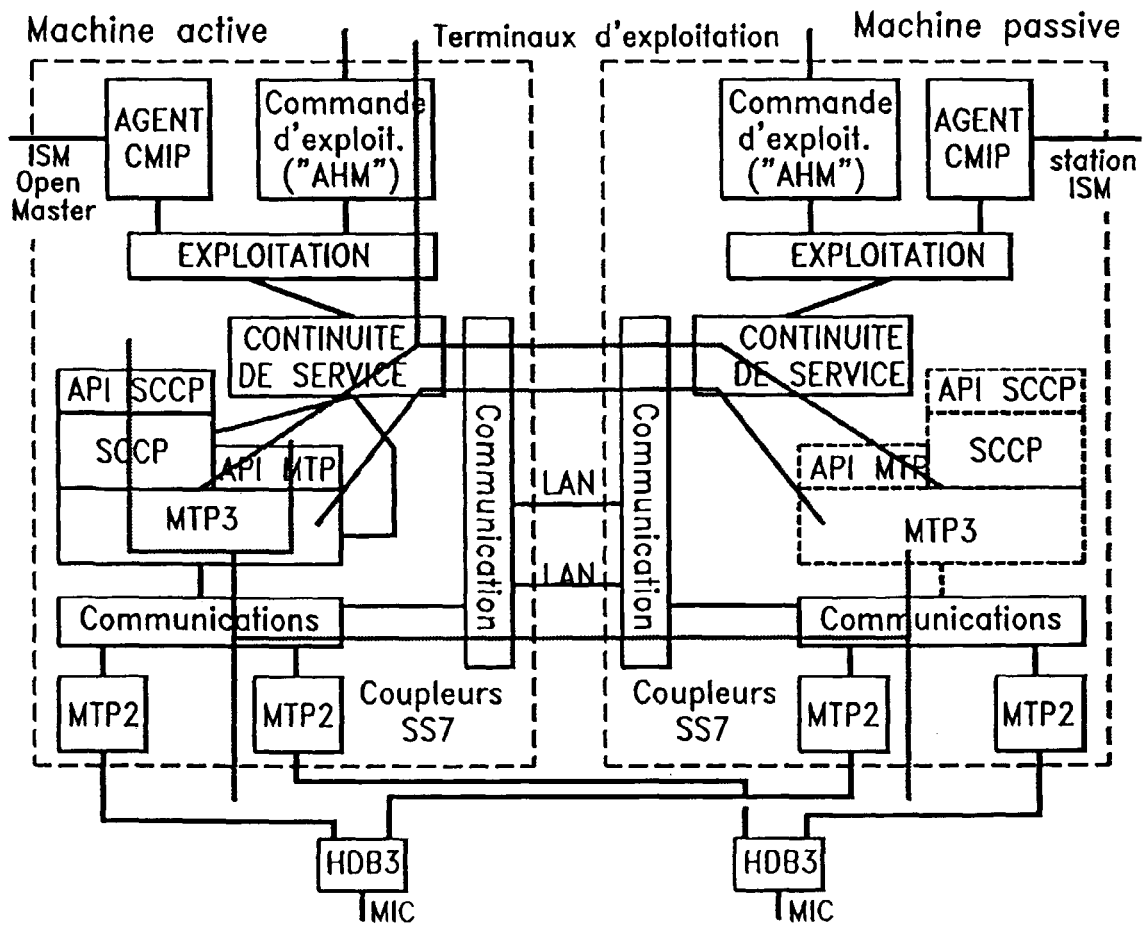 Machine active
Terminaux d'exploitation
Machine passive
AGENT
CMIP
Commande
d'exploit.
("AHM")
ISM
Open
Master
EXPLOITATION
CONTINUITE
DE SERVICE
API SCCP
SCCP
API MTP
MTP3
Communications
MTP2
MTP2
Coupleurs
SS7
Communication
LAN
LAN
Communication
Commande
d'exploit.
("AHM")
AGENT
CMIP
station
ISM
EXPLOITATION
CONTINUITE
DE SERVICE
API SCCP
SCCP
API MTP
MTP3
Communications
Coupleurs
SS7
MTP2
MTP2
HDB3
MIC
HDB3
MIC